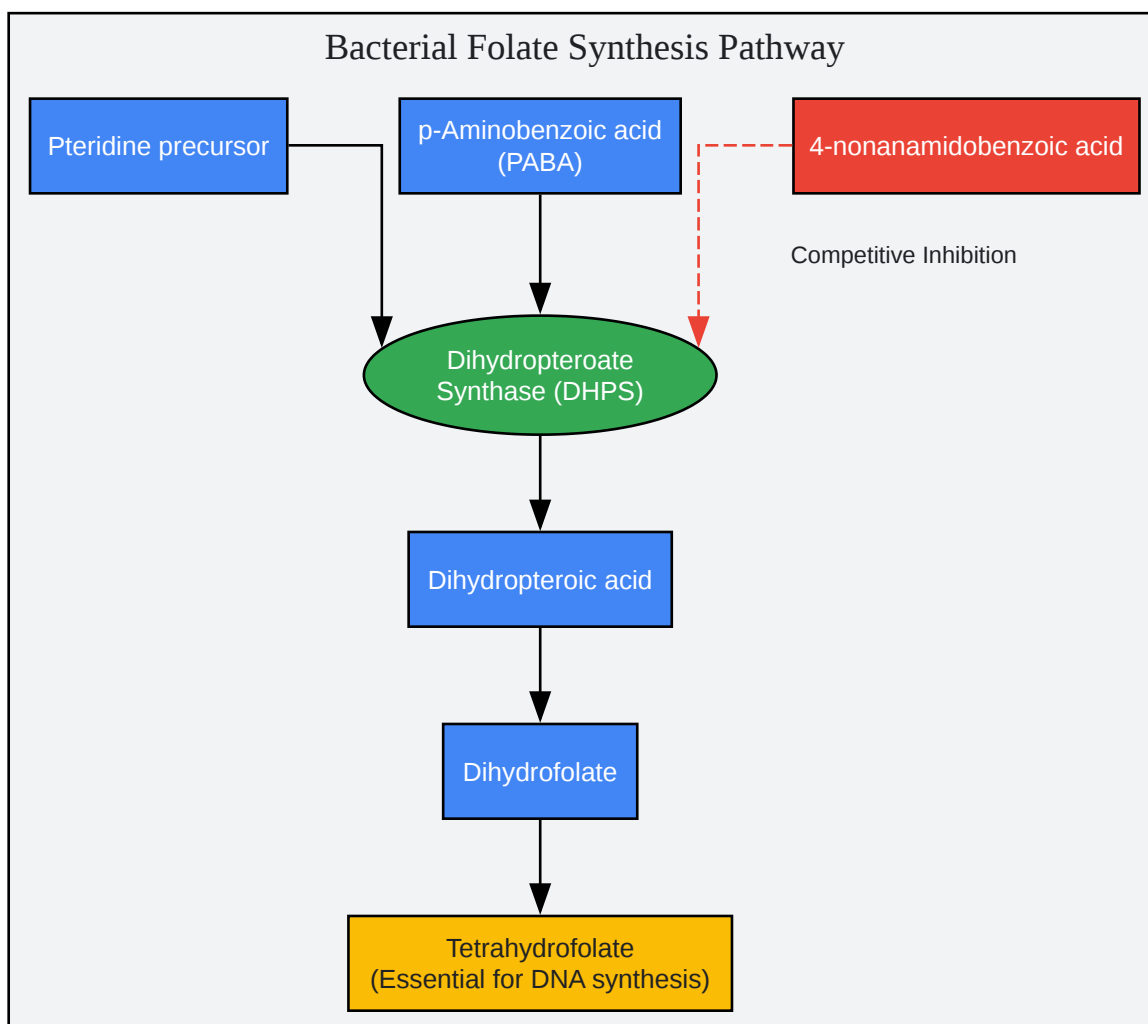 Bacterial Folate Synthesis Pathway
Pteridine precursor
p-Aminobenzoic acid
(PABA)
4-nonanamidobenzoic acid
Competitive Inhibition
Dihydropteroate
Synthase (DHPS)
Dihydropteroic acid
Dihydrofolate
Tetrahydrofolate
(Essential for DNA synthesis)